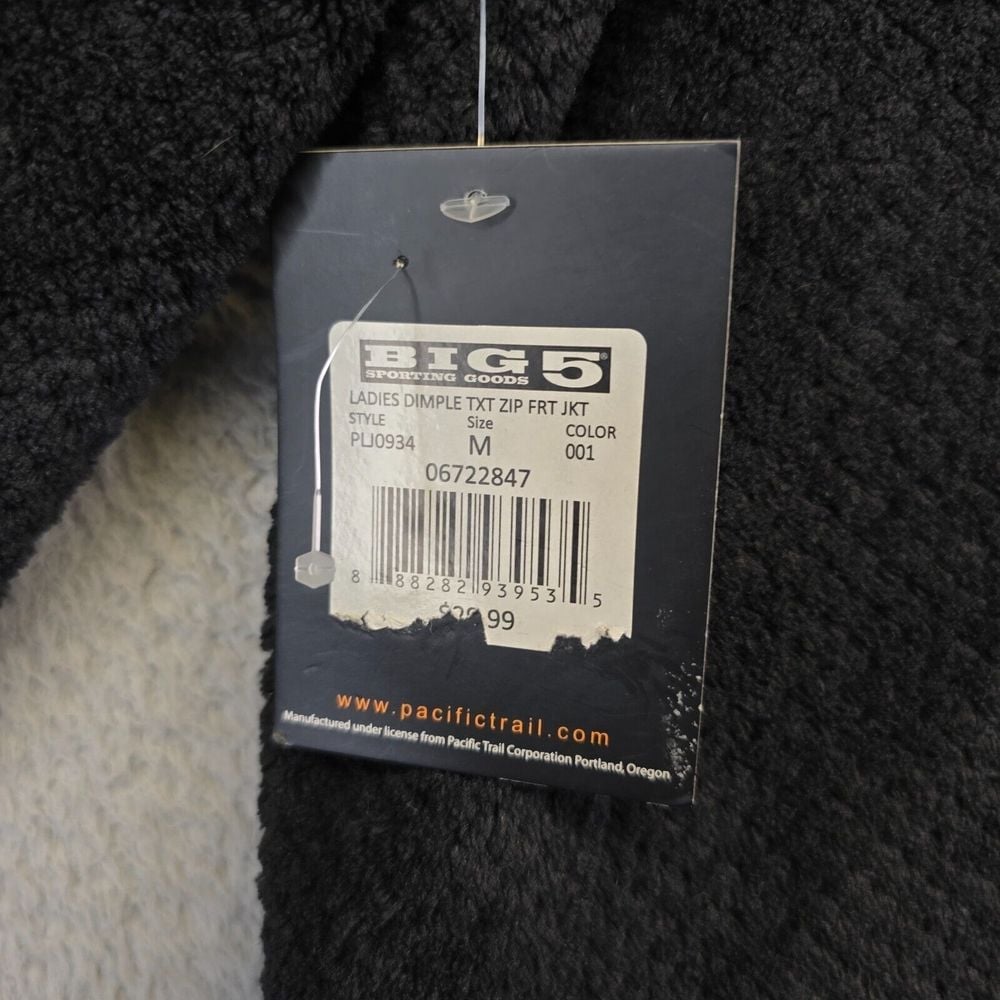 BIG 5®
SPORTING GOODS
LADIES DIMPLE TXT ZIP FRT JKT
STYLE Size COLOR
PLJ0934 M 001
06722847
8 88282 93953 5
99
www.pacifictrail.com
Manufactured under license from Pacific Trail Corporation Portland, Oregon